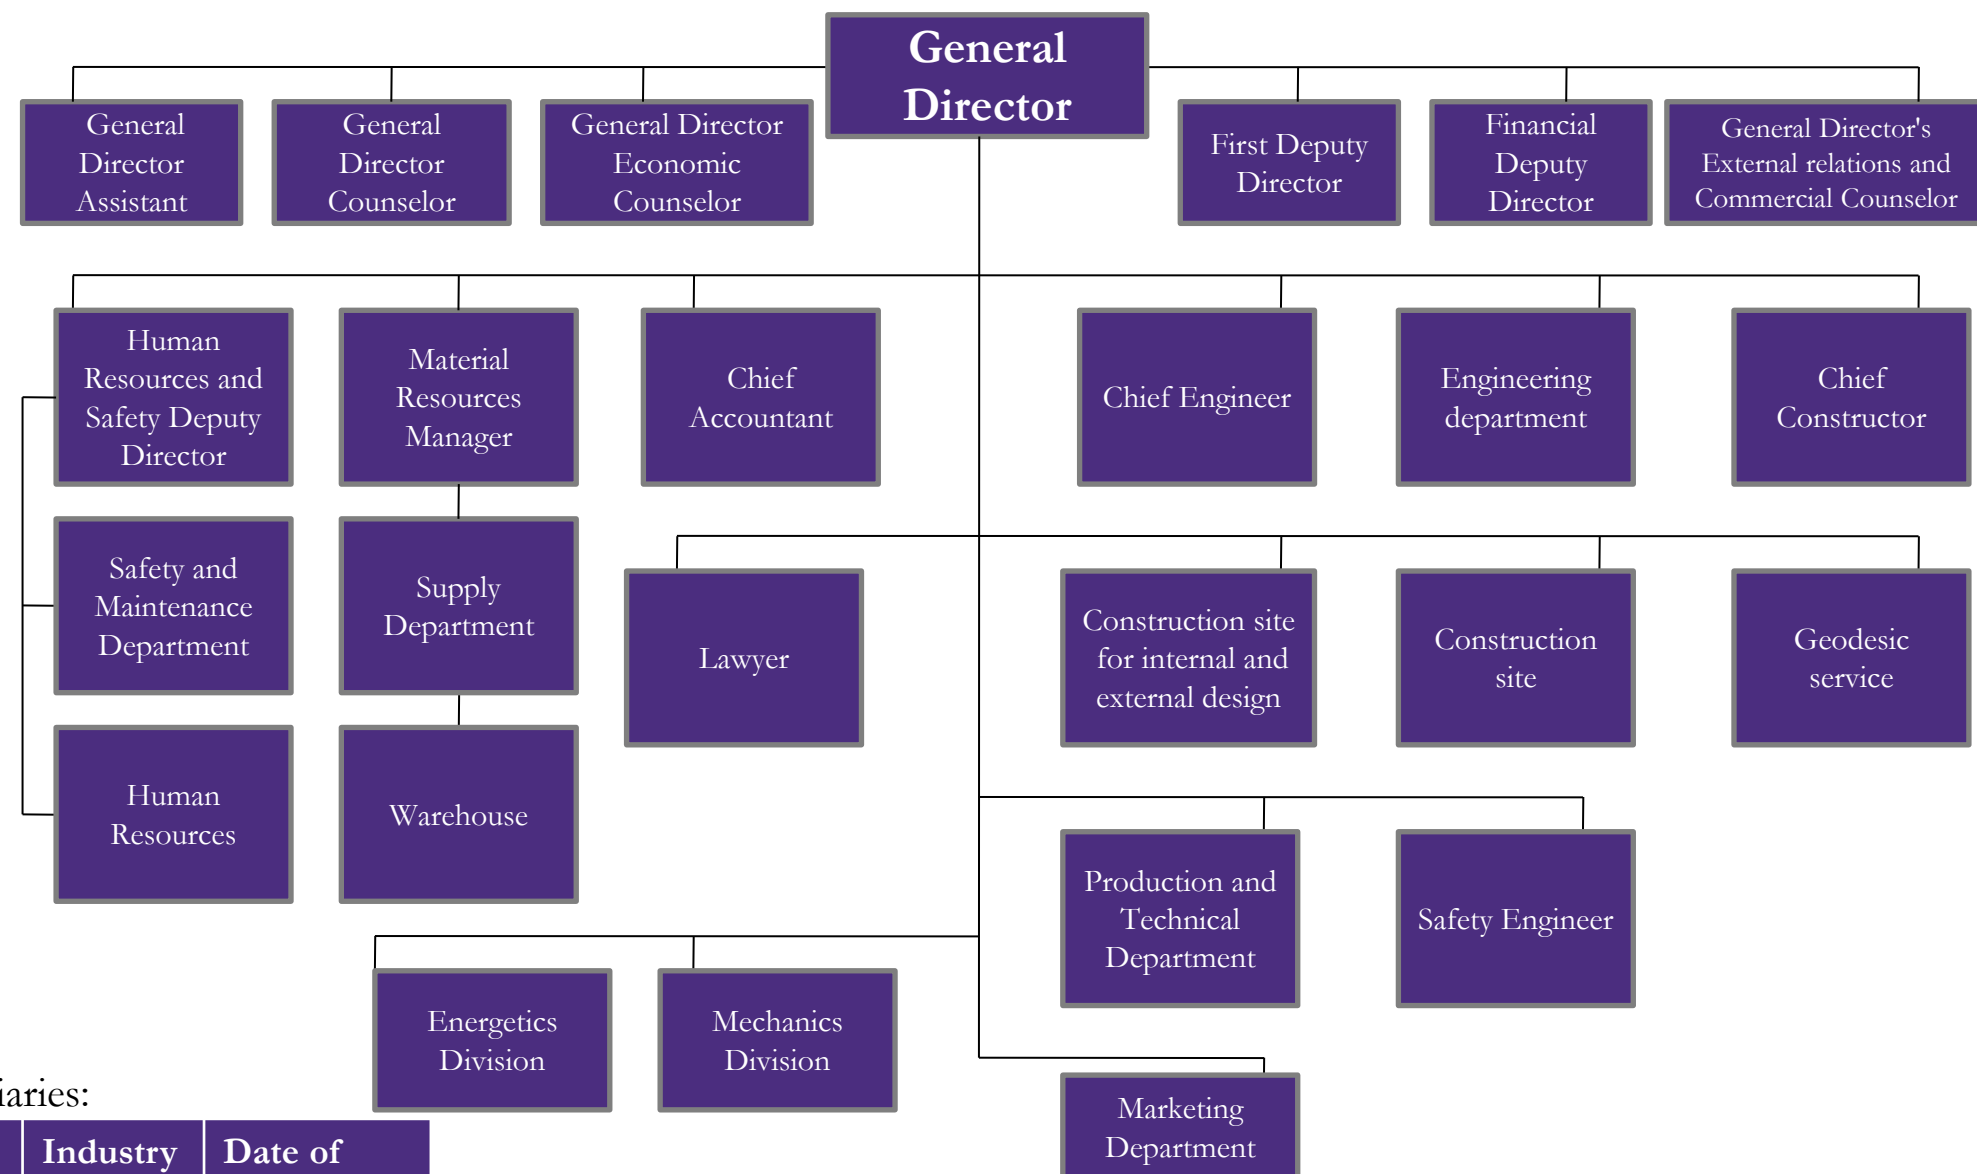 General
Director
General
Director
Assistant
General
Director
Counselor
General Director
Economic
Counselor
First Deputy
Director
Financial
Deputy
Director
General Director's
External relations and
Commercial Counselor
Human
Resources and
Safety Deputy
Director
Material
Resources
Manager
Chief
Accountant
Chief Engineer
Engineering
department
Chief
Constructor
Safety and
Maintenance
Department
Supply
Department
Lawyer
Construction site
for internal and
external design
Construction
site
Geodesic
service
Human
Resources
Warehouse
Production and
Technical
Department
Safety Engineer
Energetics
Division
Mechanics
Division
Marketing
Department
iaries:
Industry
Date of